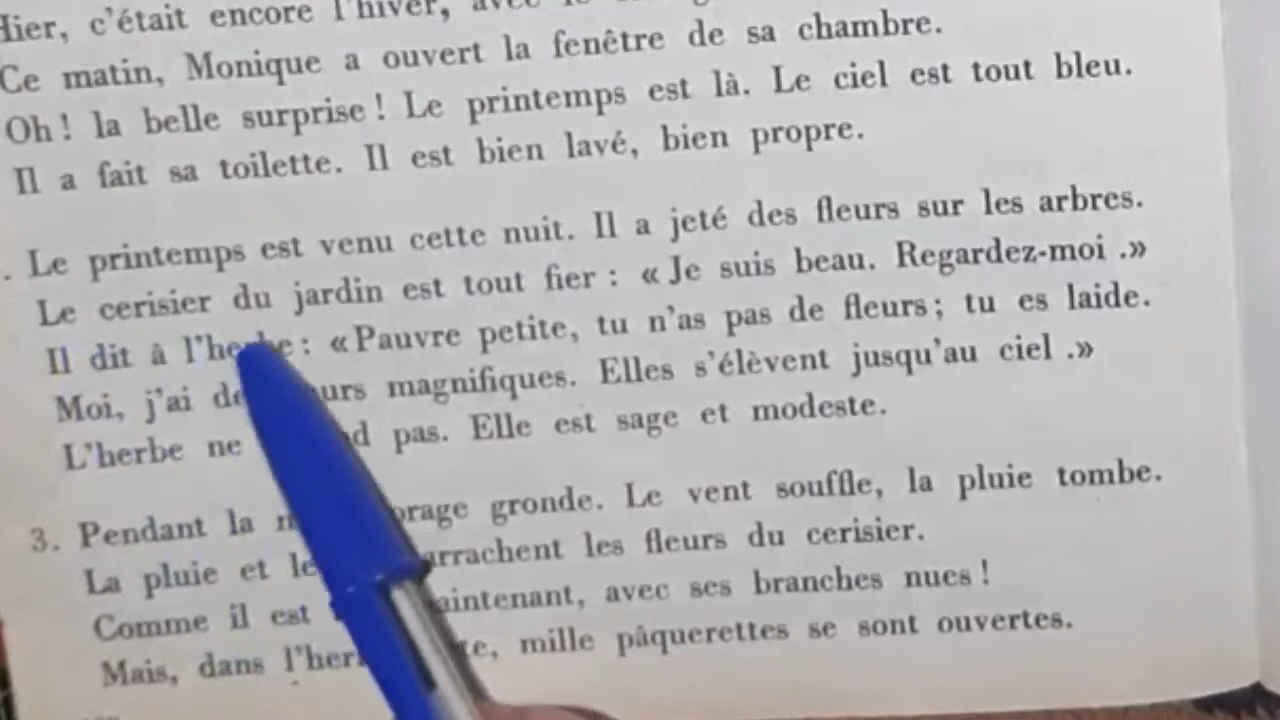 Hier, c'était encore l'hiver, avec le
Ce matin, Monique a ouvert la fenêtre de sa chambre.
Oh! la belle surprise! Le printemps est là. Le ciel est tout bleu.
Il a fait sa toilette. Il est bien lavé, bien propre.
. Le printemps est venu cette nuit. Il a jeté des fleurs sur les arbres.
Le cerisier du jardin est tout fier : « Je suis beau. Regardez-moi .»
Il dit à l'herbe : « Pauvre petite, tu n'as pas de fleurs; tu es laide.
Moi, j'ai magnifiques. Elles s'élèvent jusqu'au ciel .»
L'herbe ne pas. Elle est sage et modeste.
3. Pendant la orage gronde. Le vent souffle, la pluie tombe.
La pluie et arrachent les fleurs du cerisier.
Comme il est maintenant, avec ses branches nues !
Mais, dans mille pâquerettes se sont ouvertes.